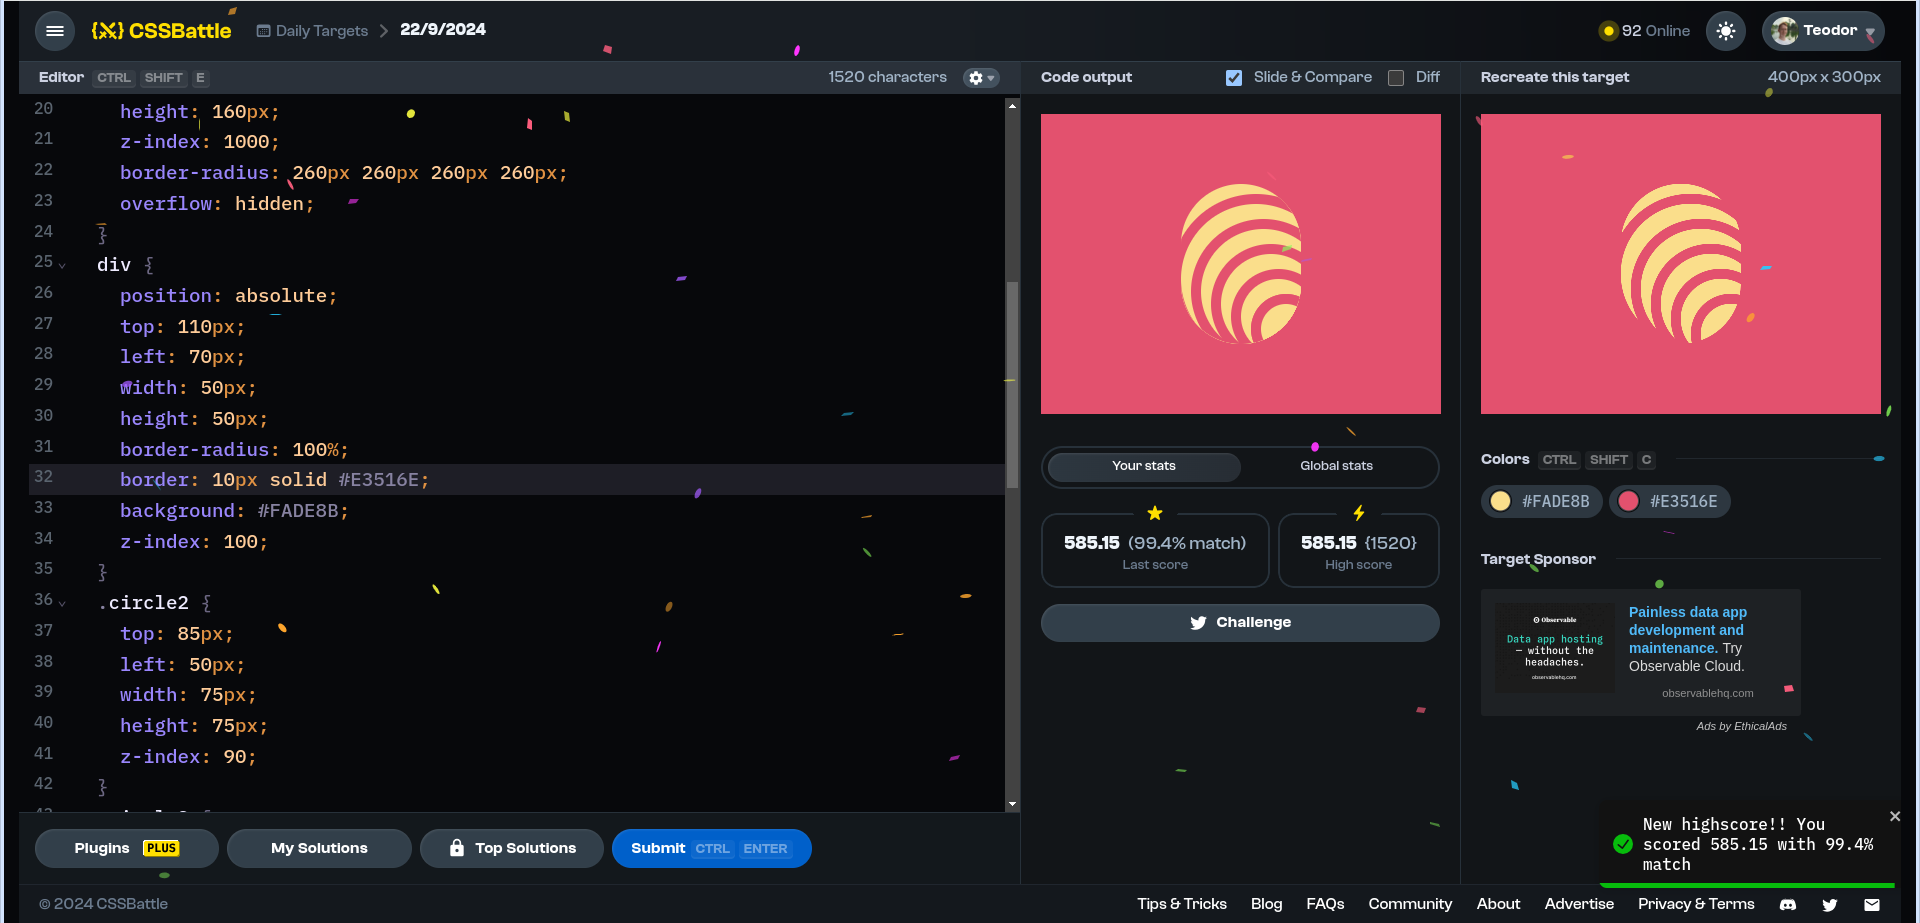 CSSBattle
Daily Targets
22/9/2024
92 Online
Teodor
Editor CTRL SHIFT E
1520 characters
Code output
Slide & Compare
Diff
Recreate this target
400px x 300px
20 height: 160px;
21 z-index: 1000;
22 border-radius: 260px 260px 260px 260px;
23 overflow: hidden;
24 }
25 div {
26 position: absolute;
27 top: 110px;
28 left: 70px;
29 width: 50px;
30 height: 50px;
31 border-radius: 100%;
32 border: 10px solid #E3516E;
33 background: #FADE8B;
34 z-index: 100;
35 }
36 .circle2 {
37 top: 85px;
38 left: 50px;
39 width: 75px;
40 height: 75px;
41 z-index: 90;
42 }
Plugins PLUS
My Solutions
Top Solutions
Submit CTRL ENTER
Your stats
Global stats
585.15 (99.4% match)
Last score
585.15 {1520}
High score
Challenge
Colors CTRL SHIFT C
#FADE8B
#E3516E
Target Sponsor
Observable
Data app hosting
— without the
headaches.
observablehq.com
Painless data app
development and
maintenance. Try
Observable Cloud.
observablehq.com
Ads by EthicalAds
New highscore!! You
scored 585.15 with 99.4%
match
© 2024 CSSBattle
Tips & Tricks
Blog
FAQs
Community
About
Advertise
Privacy & Terms